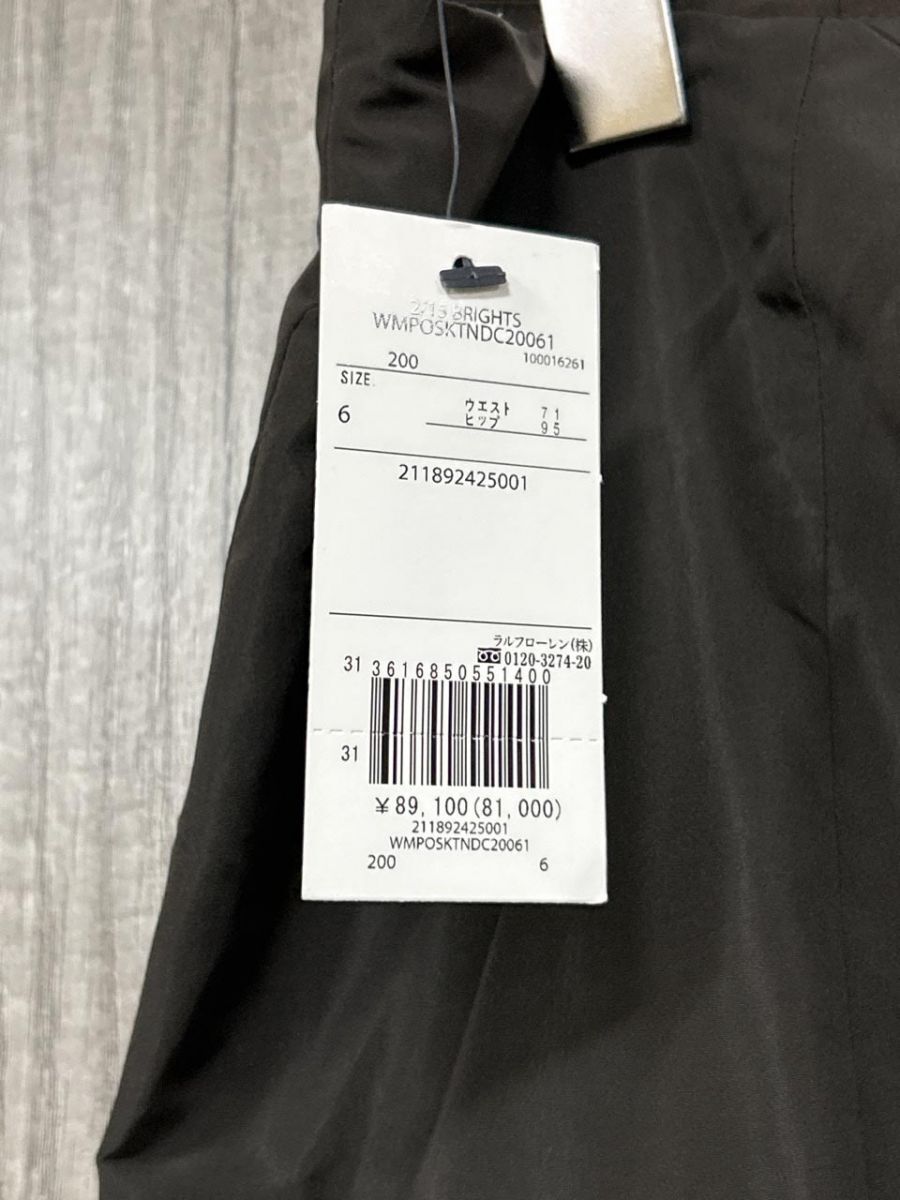 2/15 BRIGHTS
WMPOSKTNDC20061
200 100016261
SIZE
6 ウエスト 71
ヒップ 95
211892425001
ラルフローレン(株)
0120-3274-20
31 3616850551400
31
¥89,100(81,000)
211892425001
WMPOSKTNDC20061
200 6